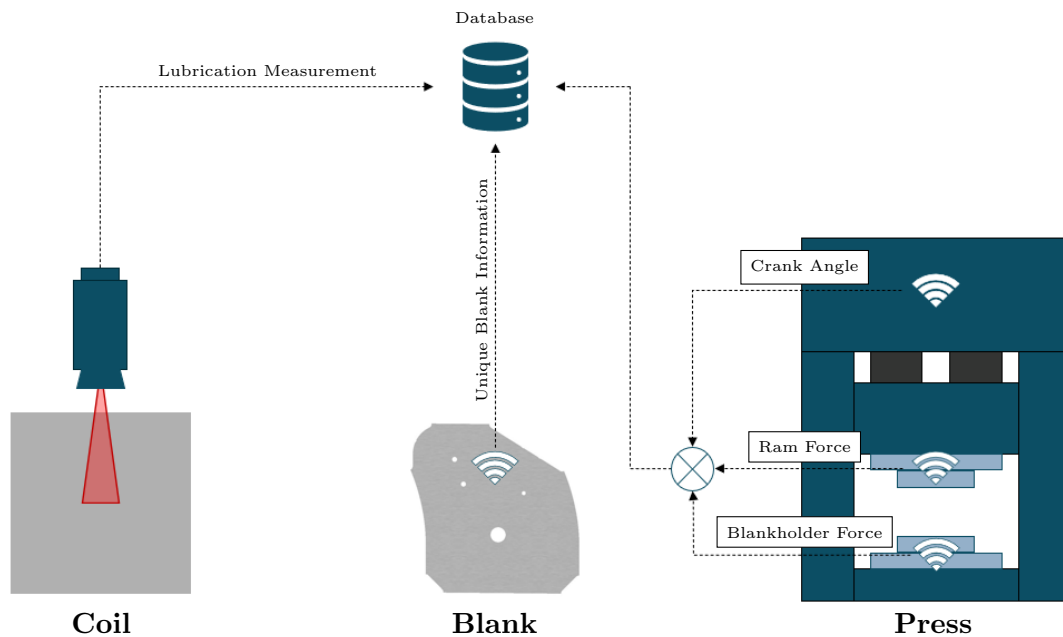 Database
Lubrication Measurement
Unique Blank Information
Crank Angle
Ram Force
Blankholder Force
Coil
Blank
Press